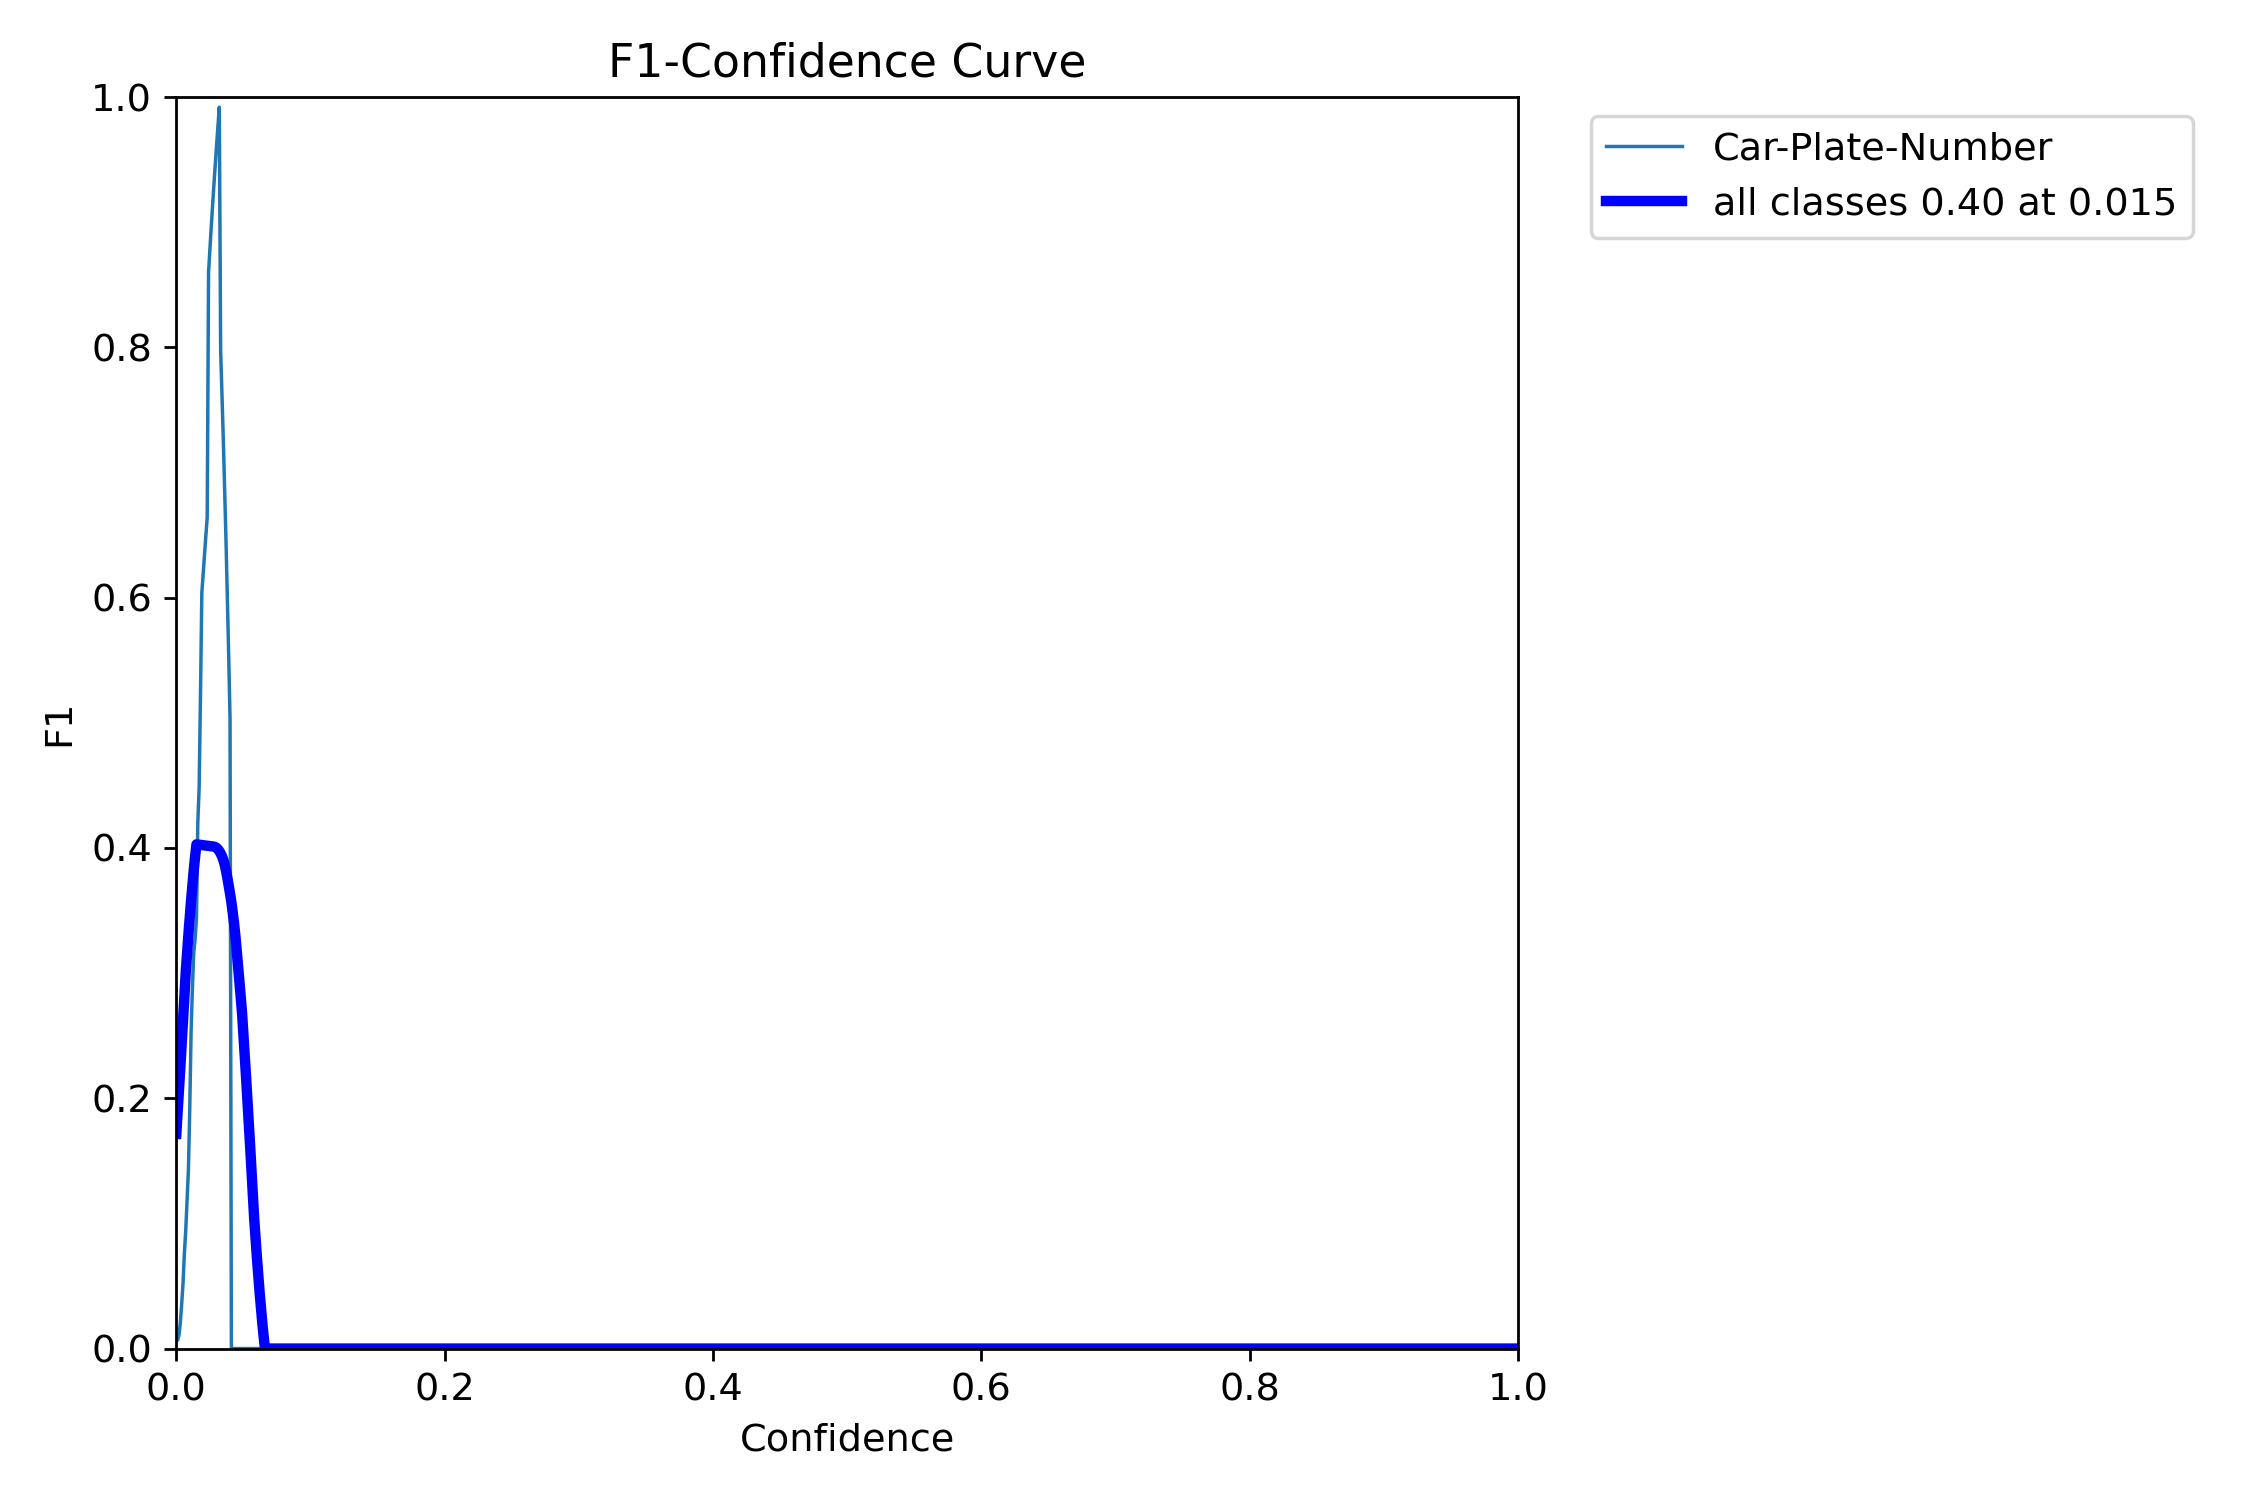 F1-Confidence Curve
1.0
0.8
0.6
0.4
0.2
0.0
F1
0.0 0.2 0.4 0.6 0.8 1.0
Confidence
Car-Plate-Number
all classes 0.40 at 0.015